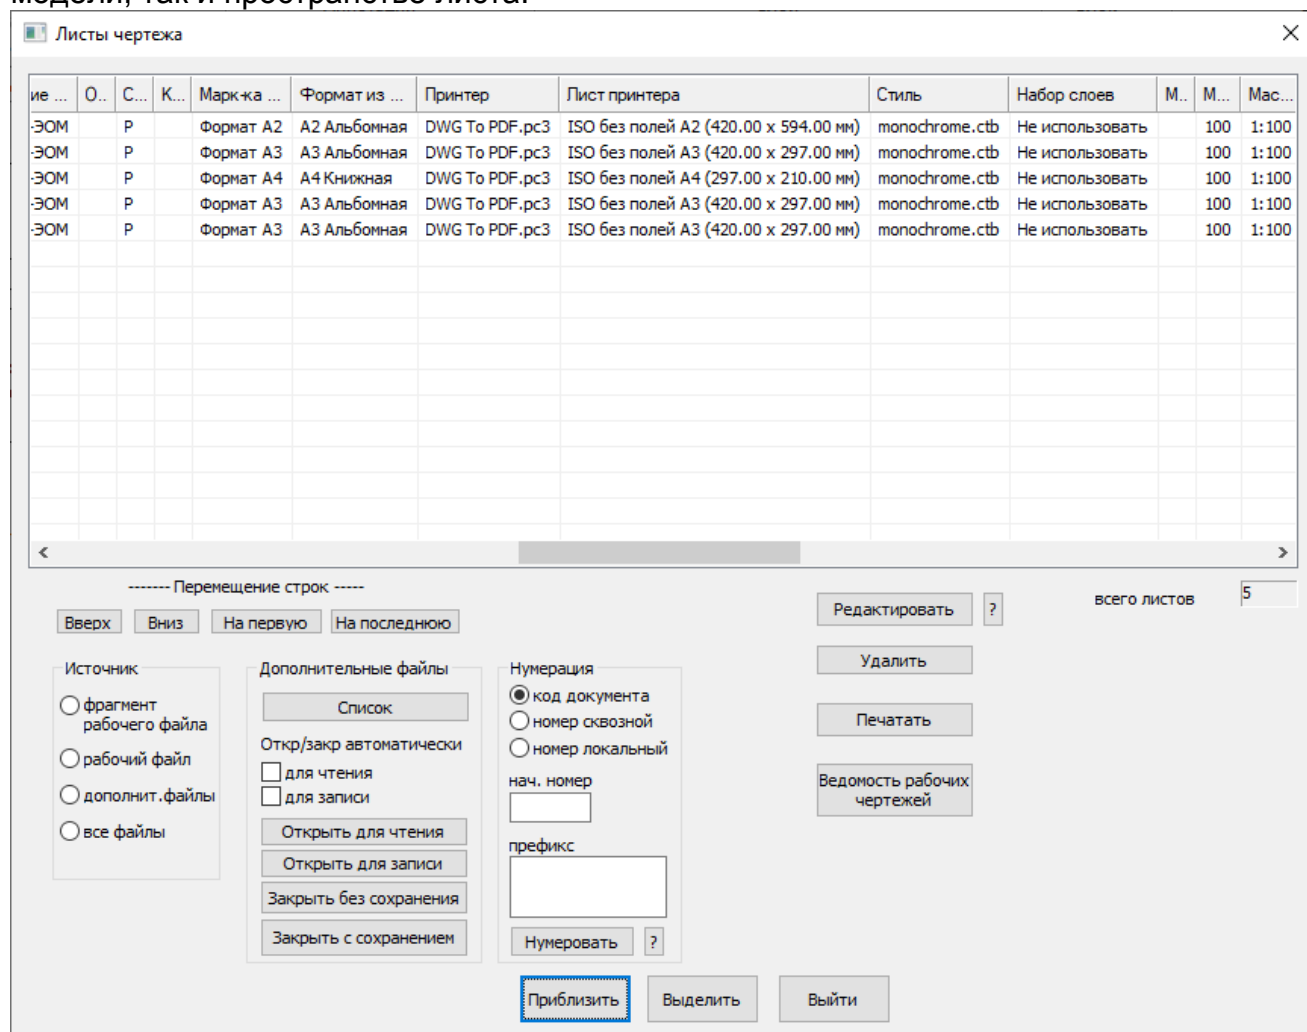 модели, так и пространстве листа.
Листы чертежа
ие ... О.. С... К... Марк-ка ... Формат из ... Принтер Лист принтера Стиль Набор слоев М.. М... Мас...
-ЭОМ Р Формат А2 А2 Альбомная DWG To PDF.pc3 ISO без полей A2 (420.00 x 594.00 мм) monochrome.ctb Не использовать 100 1:100
-ЭОМ Р Формат А3 А3 Альбомная DWG To PDF.pc3 ISO без полей A3 (420.00 x 297.00 мм) monochrome.ctb Не использовать 100 1:100
-ЭОМ Р Формат А4 А4 Книжная DWG To PDF.pc3 ISO без полей A4 (297.00 x 210.00 мм) monochrome.ctb Не использовать 100 1:100
-ЭОМ Р Формат А3 А3 Альбомная DWG To PDF.pc3 ISO без полей A3 (420.00 x 297.00 мм) monochrome.ctb Не использовать 100 1:100
-ЭОМ Р Формат А3 А3 Альбомная DWG To PDF.pc3 ISO без полей A3 (420.00 x 297.00 мм) monochrome.ctb Не использовать 100 1:100
------- Перемещение строк -----
Вверх Вниз На первую На последнюю
Редактировать ?
всего листов 5
Удалить
Печатать
Ведомость рабочих
чертежей
Источник
фрагмент
рабочего файла
рабочий файл
дополнит.файлы
все файлы
Дополнительные файлы
Список
Откр/закр автоматически
для чтения
для записи
Открыть для чтения
Открыть для записи
Закрыть без сохранения
Закрыть с сохранением
Нумерация
код документа
номер сквозной
номер локальный
нач. номер
префикс
Нумеровать ?
Приблизить Выделить Выйти